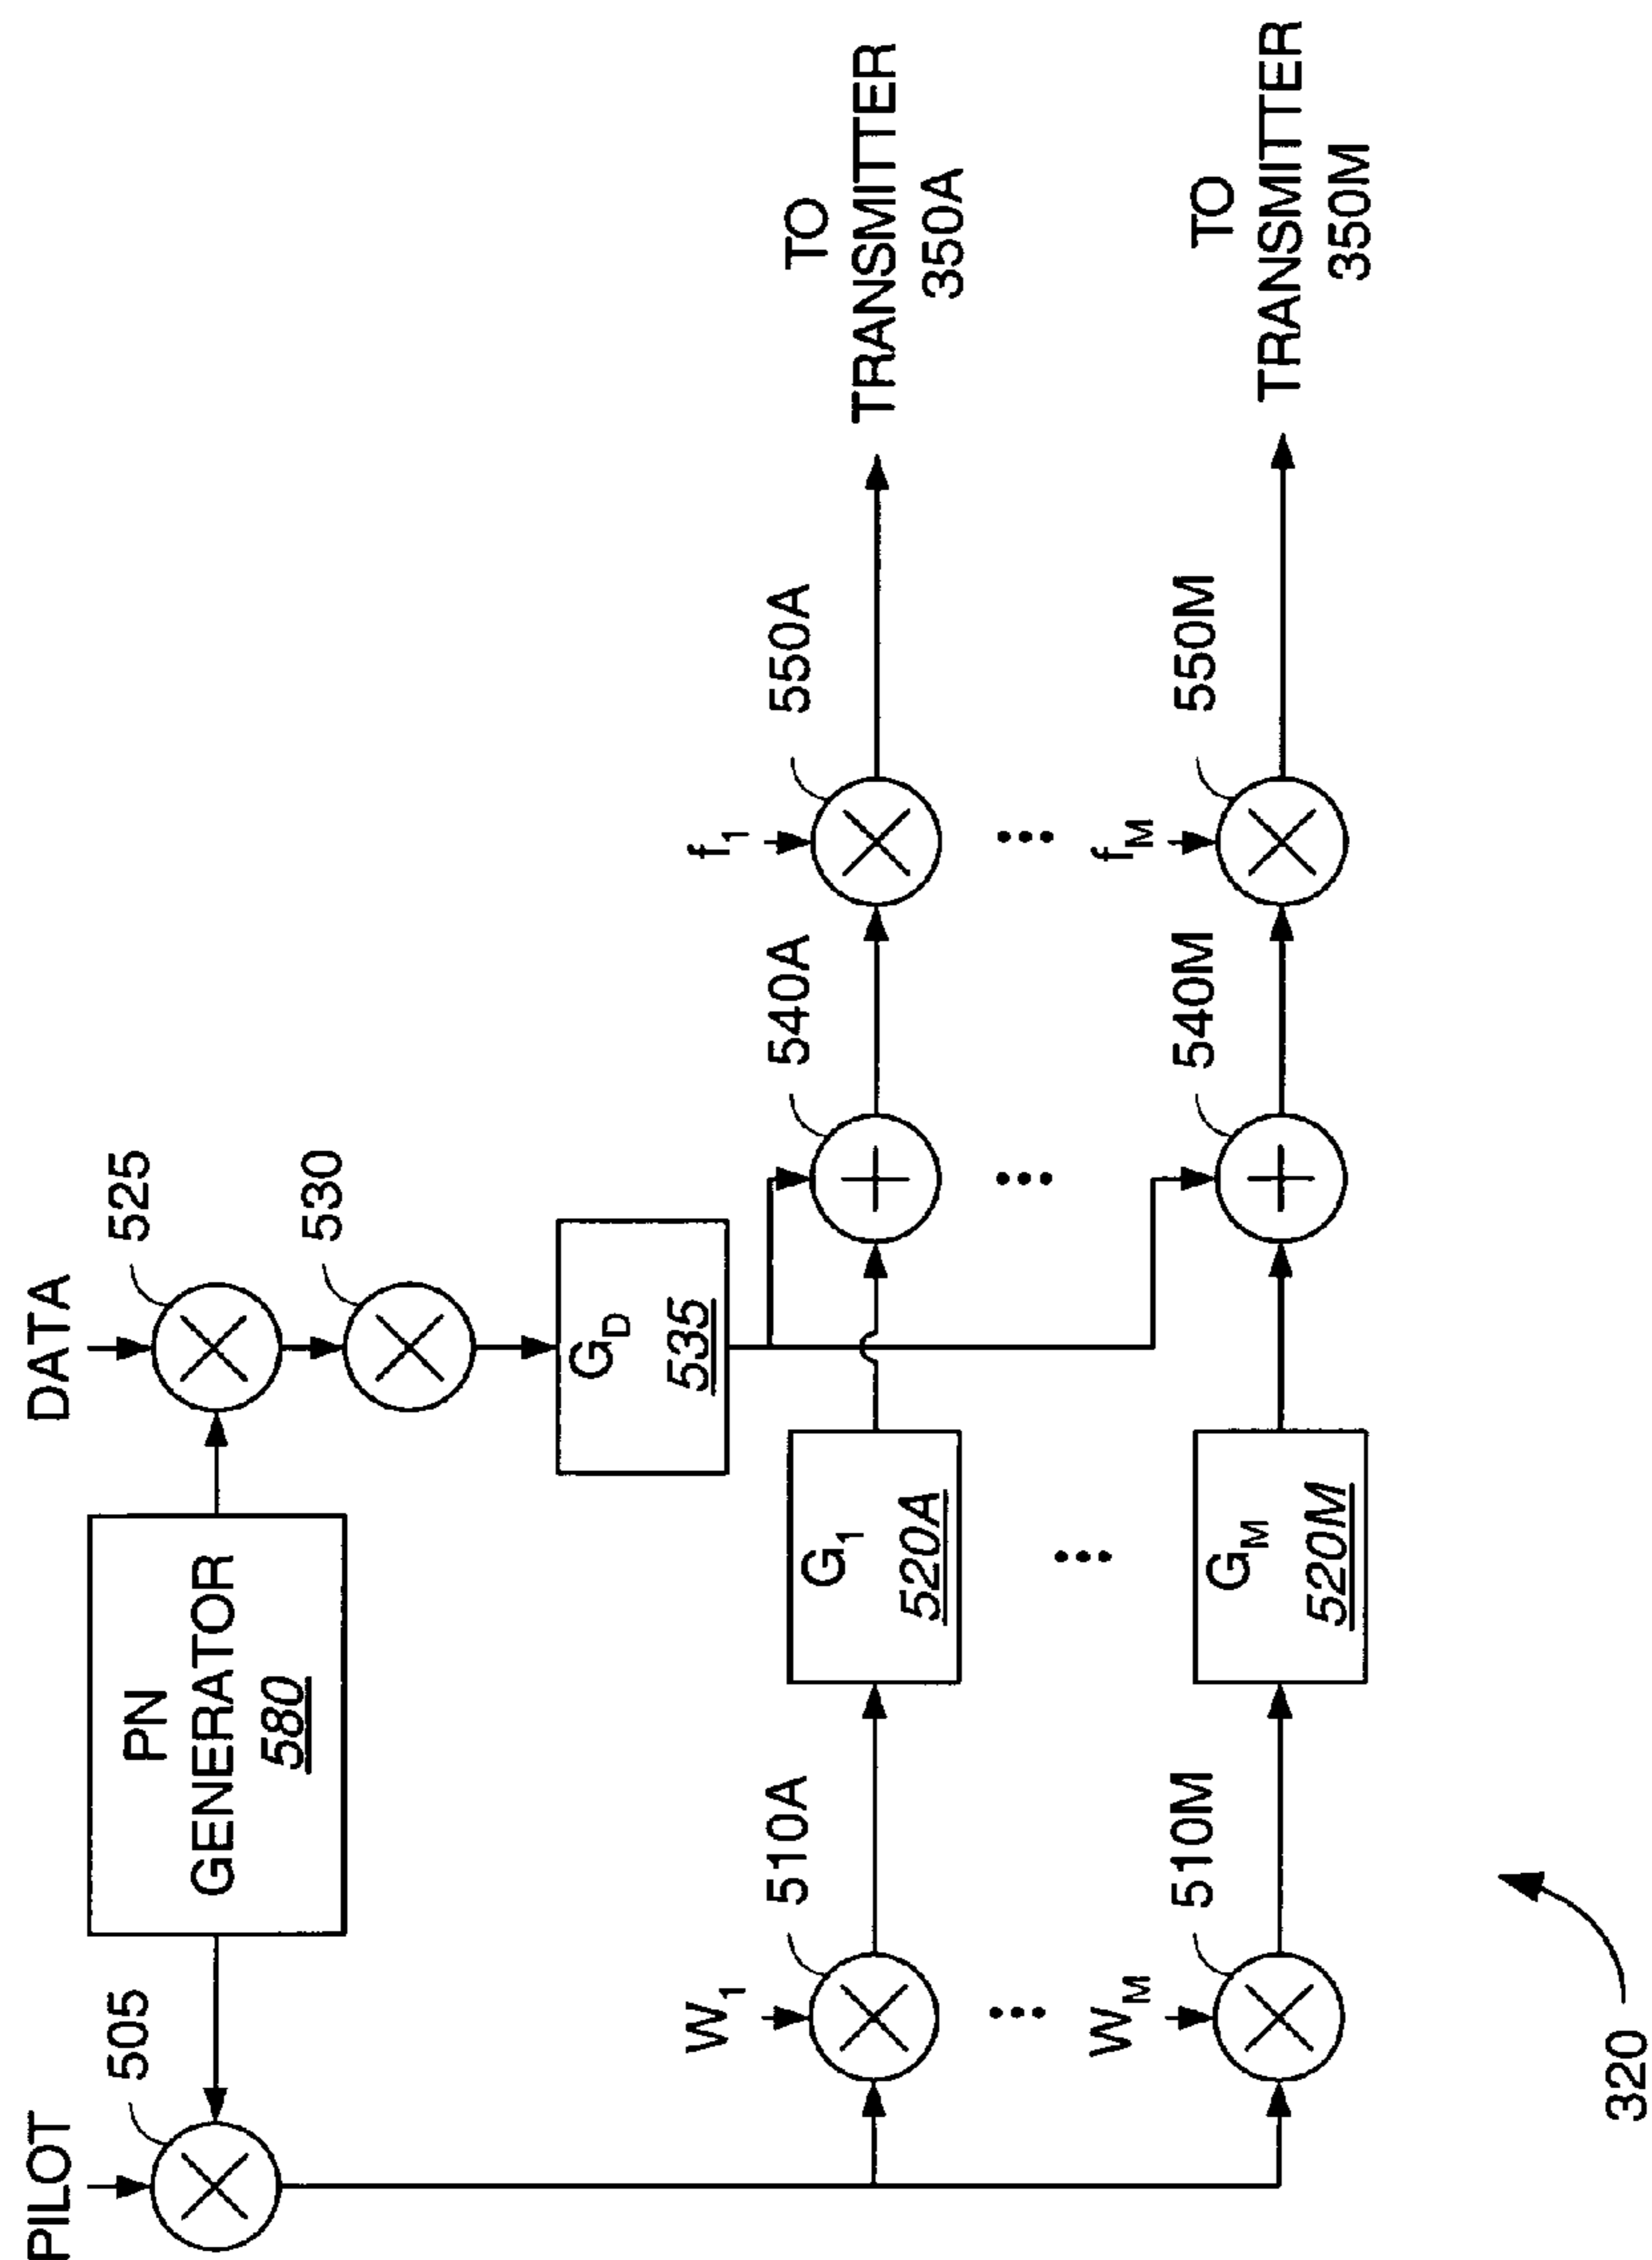 PILOT
505
PN
GENERATOR
580
DATA
525
530
G_D
535
W_1
510A
G_1
520A
540A
f_1
550A
TO
TRANSMITTER
350A
W_M
510M
G_M
520M
540M
f_M
550M
TO
TRANSMITTER
350M
320